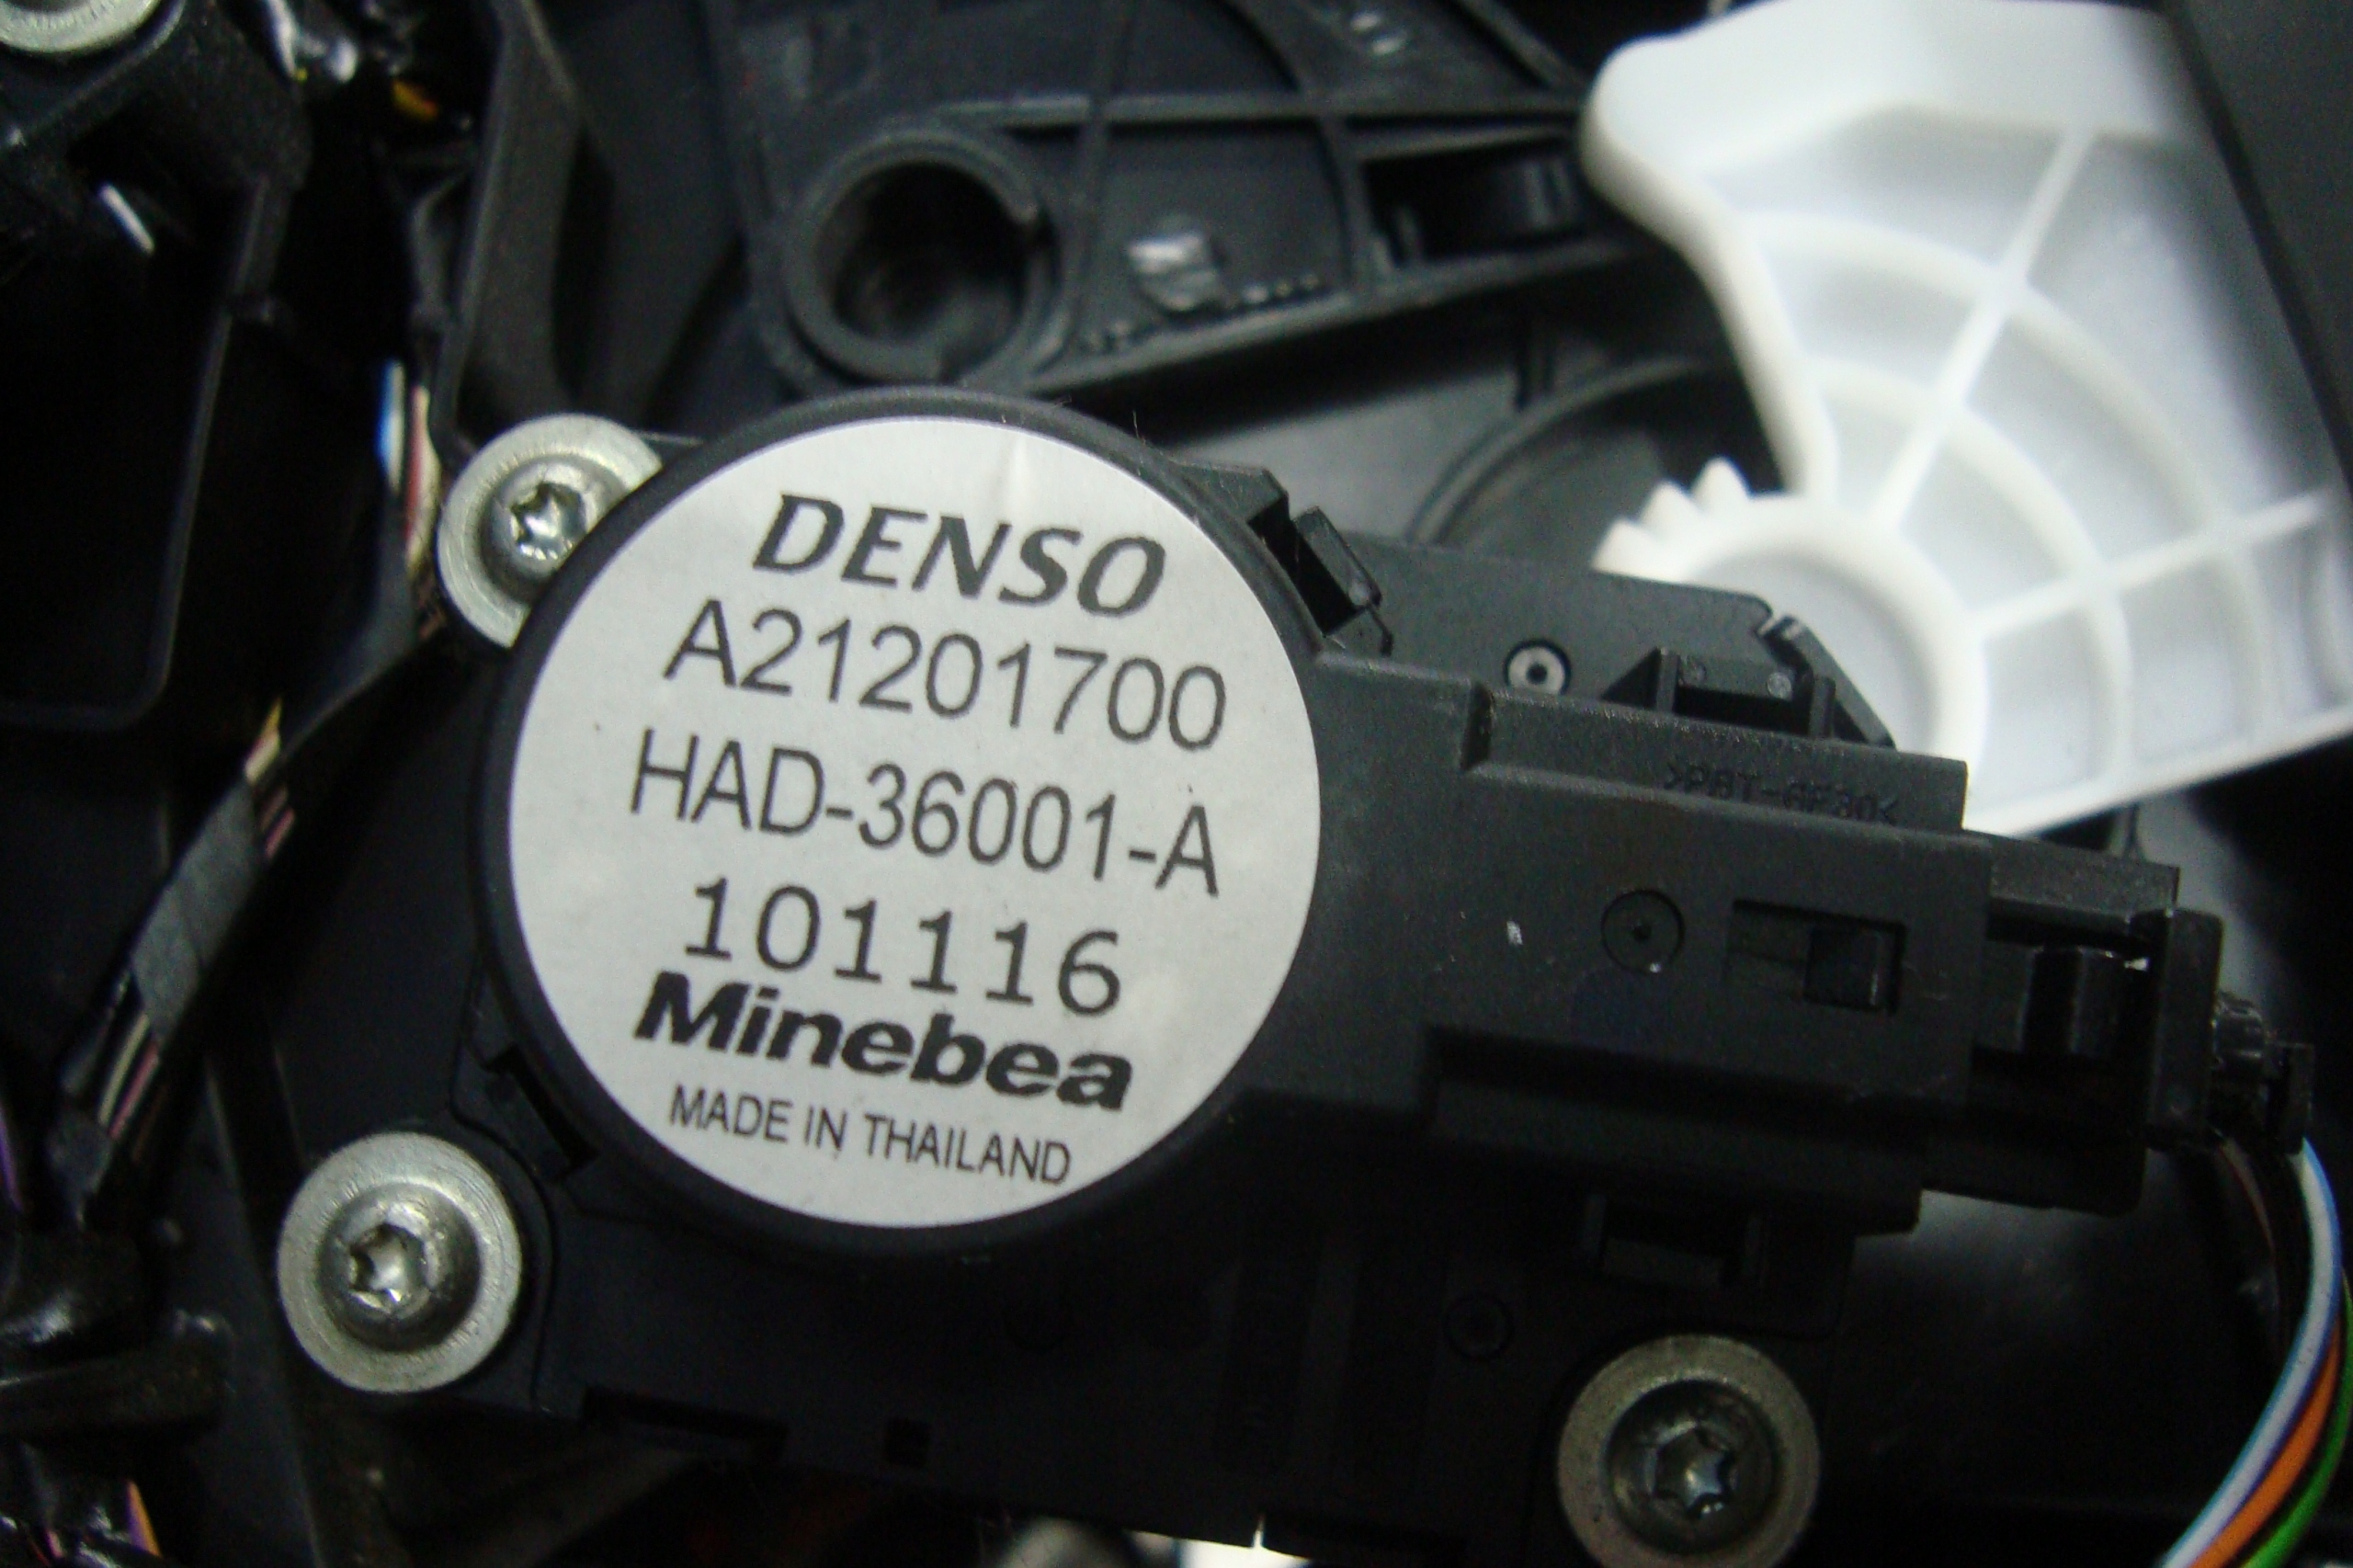 DENSO
A21201700
HAD-36001-A
101116
Minebea
MADE IN THAILAND